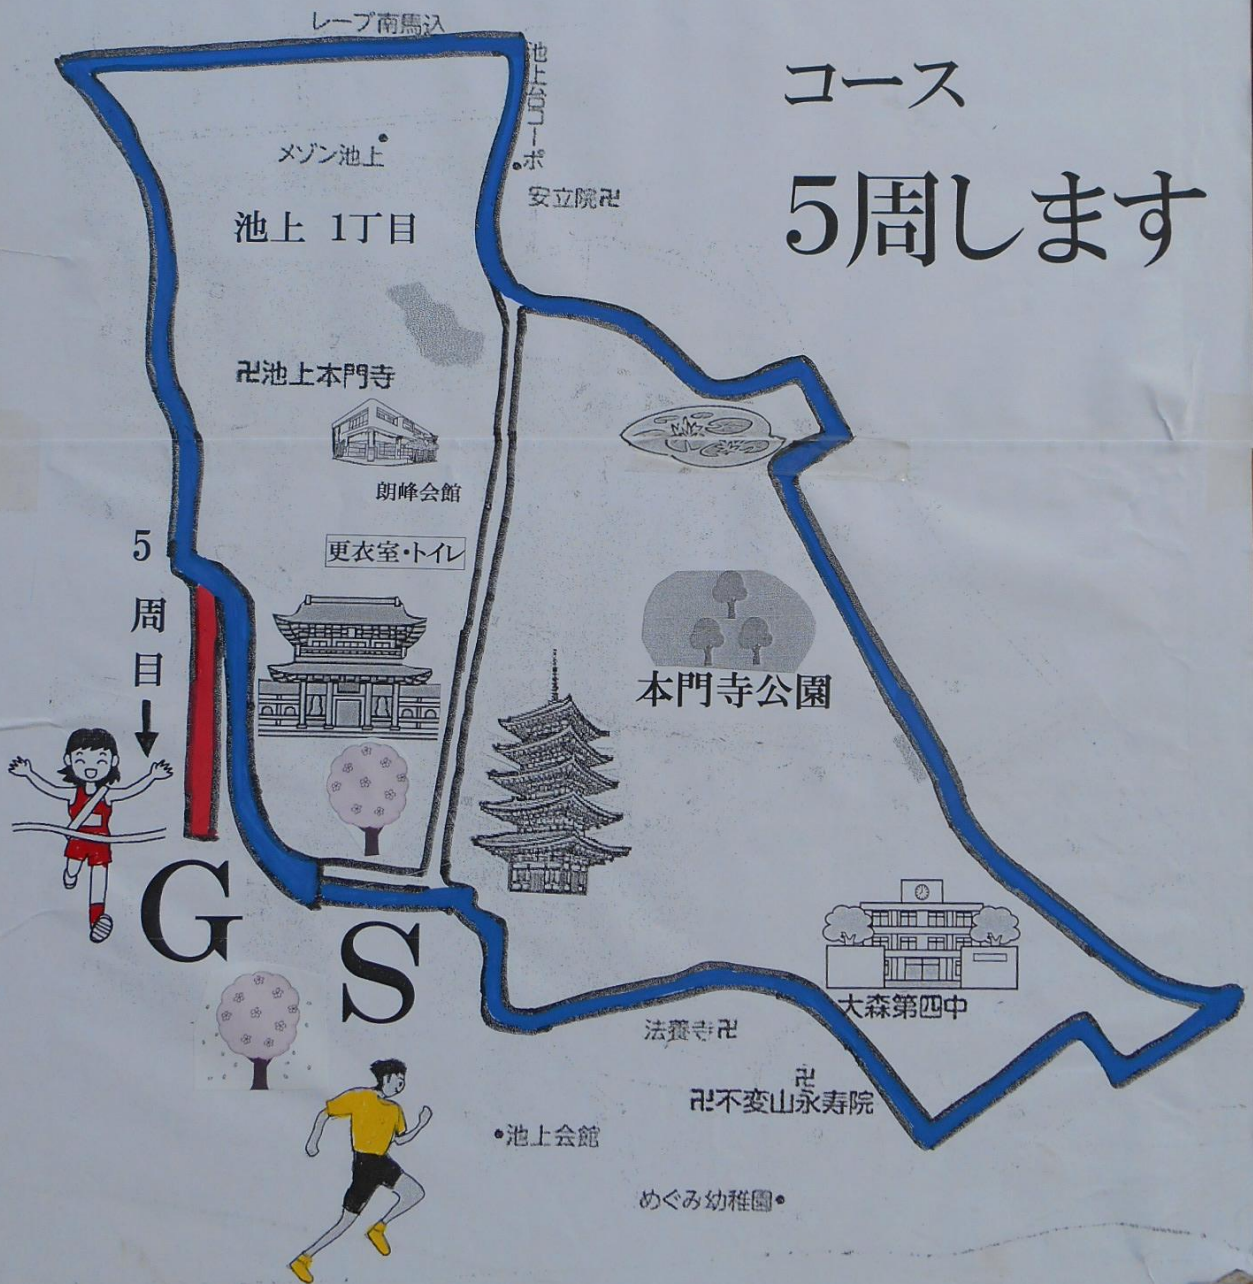 レープ南馬込
池上台コーポ
コース
5周します
メゾン池上
安立院卍
池上 1丁目
卍池上本門寺
朗峰会館
更衣室・トイレ
5周目
本門寺公園
G
S
大森第四中
法養寺卍
卍
卍不変山永寿院
池上会館
めぐみ幼稚園